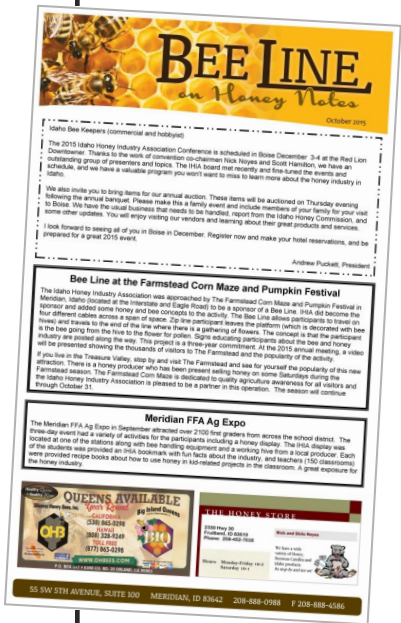 BEE LINE
on Honey Notes
October 2015
Idaho Bee Keepers (commercial and hobbyist)
The 2015 Idaho Honey Industry Association Conference is scheduled in Boise December 3-4 at the Red Lion
Downtowner. Thanks to the work of convention co-chairman Nick Noyes and Scott Hamilton, we have an
outstanding group of presenters and topics. The IHIA board met recently and fine-tuned the events and
schedule, and we have a valuable program you won't want to miss to learn more about the honey industry in
Idaho.
We also invite you to bring items for our annual auction. These items will be auctioned on Thursday evening
following the annual banquet. Please make this a family event and include members of your family for your visit
to Boise. We have the usual business that needs to be handled, report from the Idaho Honey Commission, and
some other updates. You will enjoy visiting our vendors and learning about their great products and services.
I look forward to seeing all of you in Boise in December. Register now and make your hotel reservations, and be
prepared for a great 2015 event.
Andrew Puckett, President
Bee Line at the Farmstead Corn Maze and Pumpkin Festival
The Idaho Honey Industry Association was approached by The Farmstead Corn Maze and Pumpkin Festival in
Meridian, Idaho (located at the Interstate and Eagle Road) to be a sponsor of a Bee Line. IHIA did become the
sponsor and added some honey and bee concepts to the activity. The Bee Line allows participants to travel on
four different cables across a span of space. Zip line participant leaves the platform (which is decorated with bee
hives) and travels to the end of the line where there is a gathering of flowers. The concept is that the participant
is the bee going from the hive to the flower for pollen. Signs educating participants about the bee and honey
industry are posted along the way. This project is a three-year commitment. At the 2015 annual meeting, a video
will be presented showing the thousands of visitors to The Farmstead and the popularity of the activity.
If you live in the Treasure Valley, stop by and visit The Farmstead and see for yourself the popularity of this new
attraction. There is a honey producer who has been present selling honey on some Saturdays during the
Farmstead season. The Farmstead Corn Maze is dedicated to quality agriculture awareness for all visitors and
the Idaho Honey Industry Association is pleased to be a partner in this operation. The season will continue
through October 31.
Meridian FFA Ag Expo
The Meridian FFA Ag Expo in September attracted over 2100 first graders from across the school district. The
three-day event had a variety of activities for the participants including a honey display. The IHIA display was
located at one of the stations along with bee handling equipment and a working hive from a local producer. Each
of the students was provided an IHIA bookmark with fun facts about the industry, and teachers (150 classrooms)
were provided recipe books about how to use honey in kid-related projects in the classroom. A great exposure for
the honey industry.
QUEENS AVAILABLE
CALIFORNIA
(530) 865-0298
HAWAII
(808) 328-9249
TOLL FREE
(877) 865-0298
OHB
Big Island Queens
BIQ
WWW.OHBEES.COM
THE HONEY STORE
Fruitland, ID 83619
Nick and Shile Noyes
55 SW 5TH AVENUE, SUITE 100 MERIDIAN, ID 83642 208-888-0988 F 208-888-4586